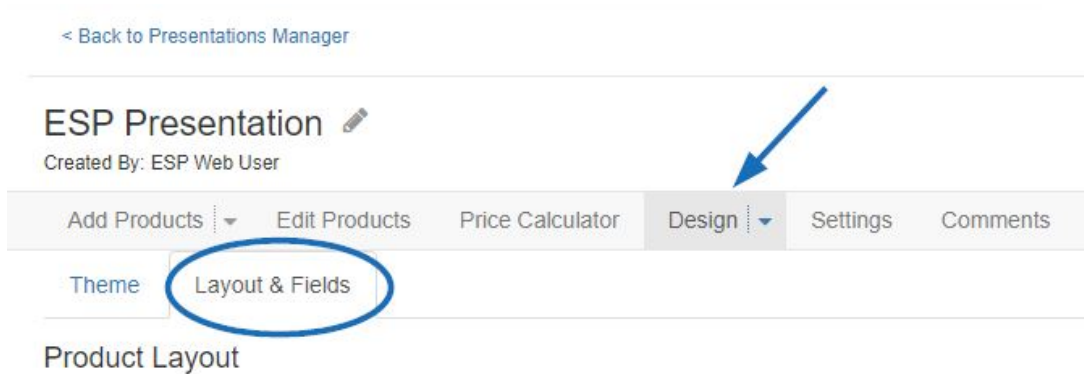 < Back to Presentations Manager
ESP Presentation
Created By: ESP Web User
Add Products Edit Products Price Calculator Design Settings Comments
Theme Layout & Fields
Product Layout